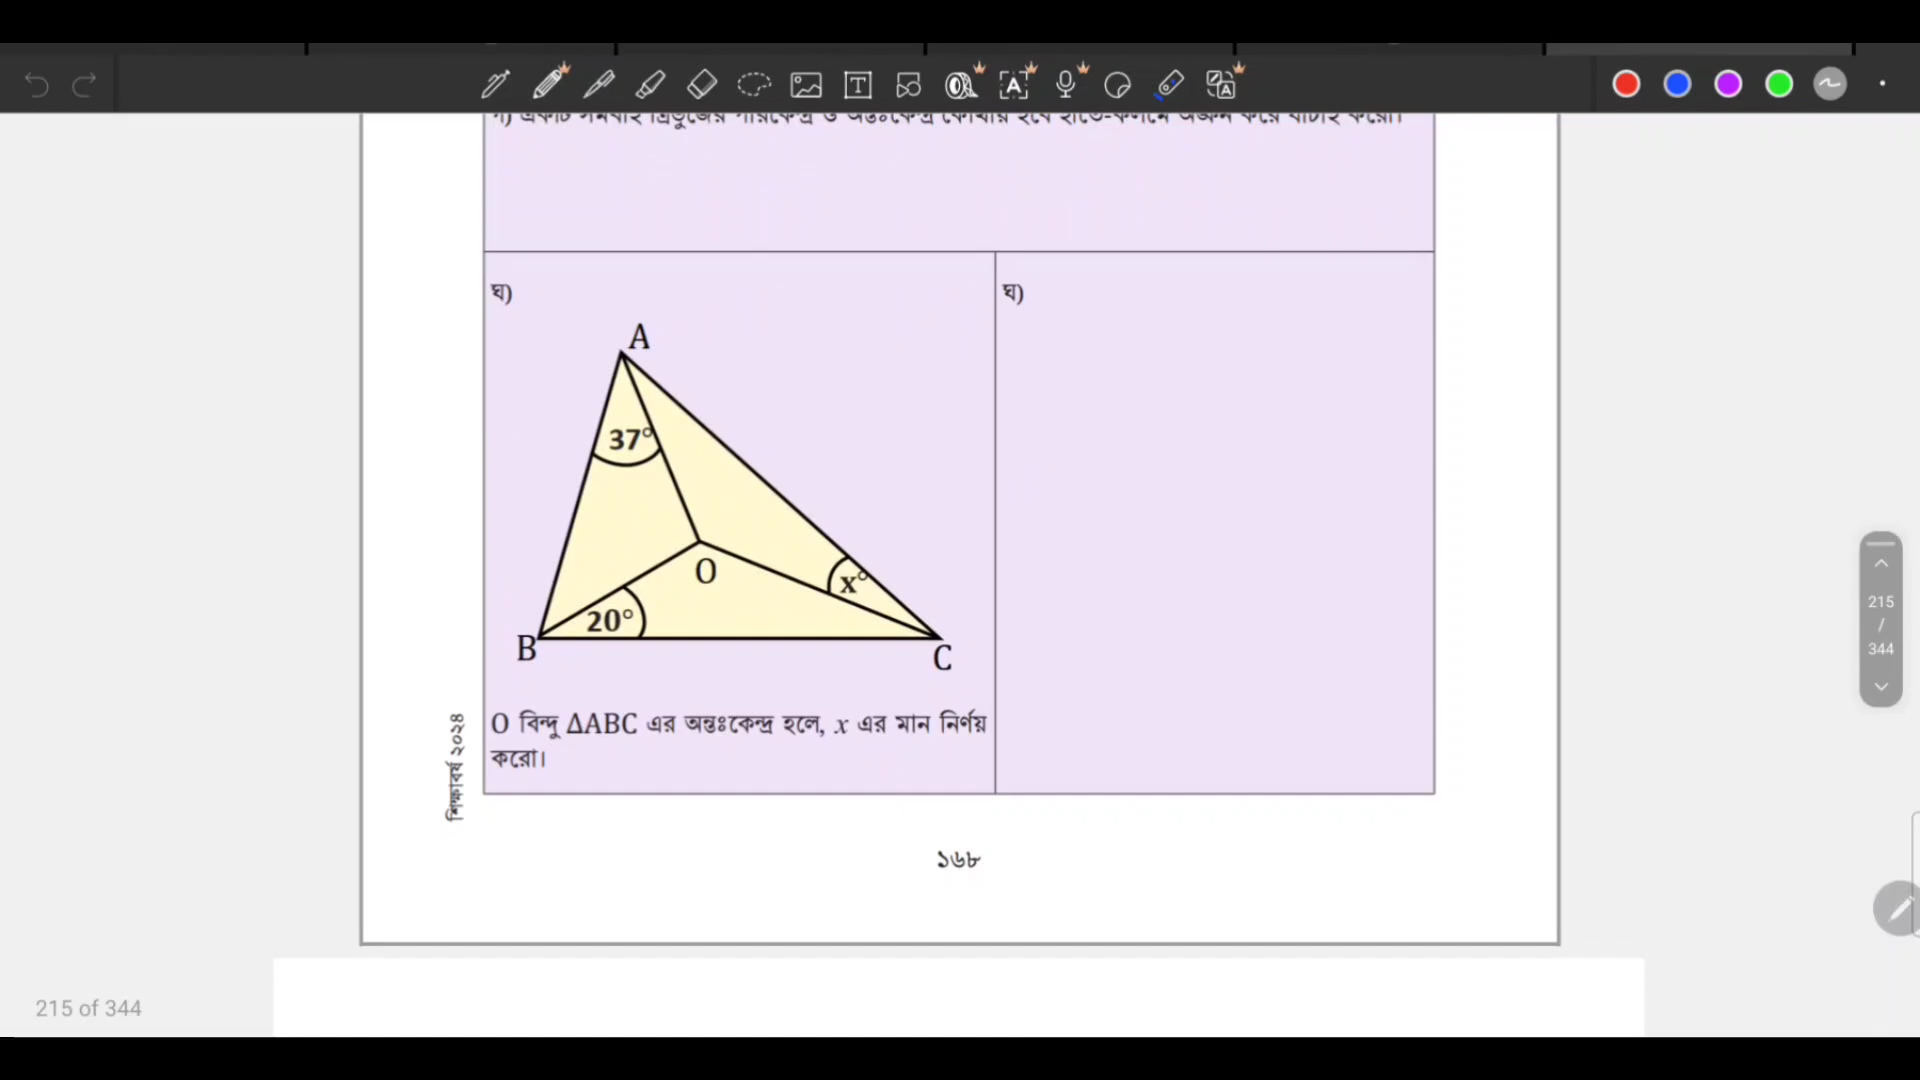 ঘ)
ঘ)
A
37°
O
x°
20°
B
C
O বিন্দু ΔABC এর অন্তঃকেন্দ্র হলে, x এর মান নির্ণয়
করো।
শিক্ষাবর্ষ ২০২৪
১৬৮
215
/
344
215 of 344